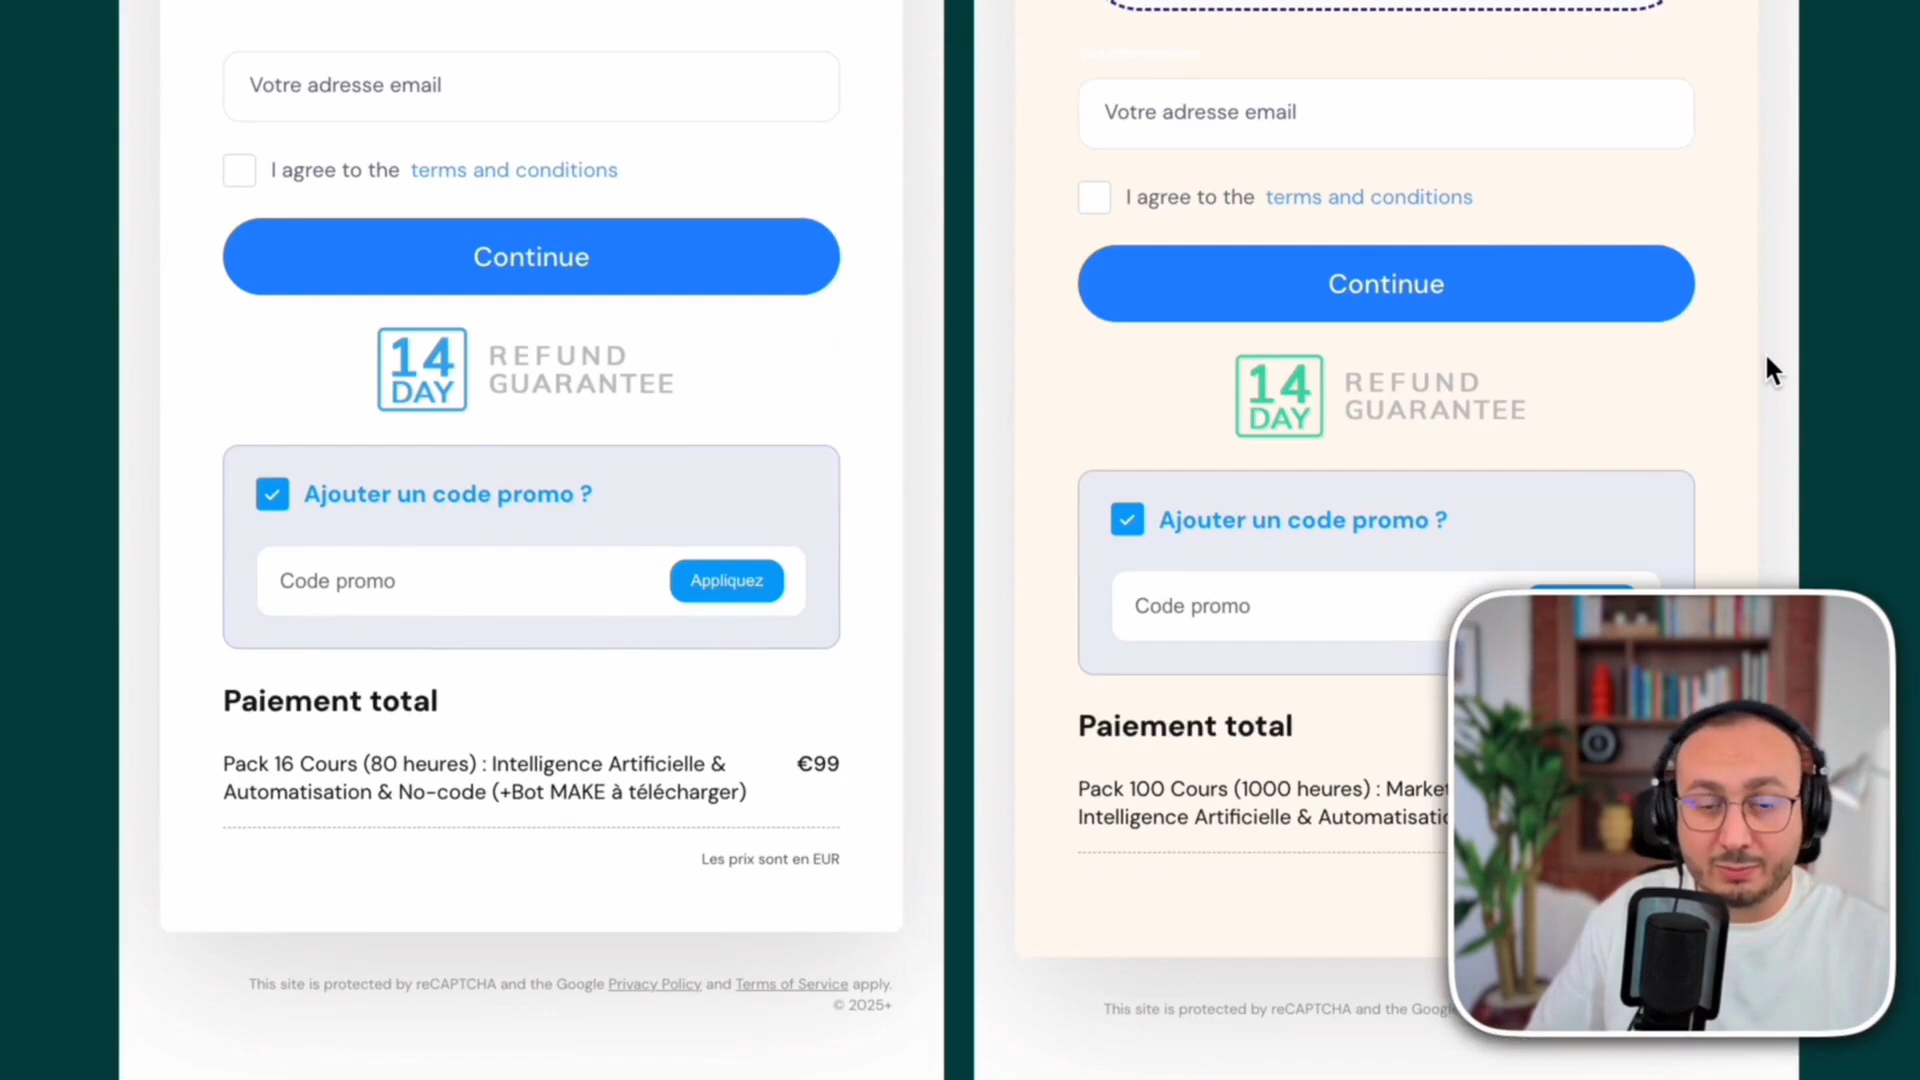 Votre adresse email
I agree to the terms and conditions
Continue
14
DAY
REFUND
GUARANTEE
Ajouter un code promo ?
Code promo
Appliquez
Paiement total
Pack 16 Cours (80 heures) : Intelligence Artificielle & €99
Automatisation & No-code (+Bot MAKE à télécharger)
Les prix sont en EUR
This site is protected by reCAPTCHA and the Google Privacy Policy and Terms of Service apply.
© 2025+
Votre adresse email
I agree to the terms and conditions
Continue
14
DAY
REFUND
GUARANTEE
Ajouter un code promo ?
Code promo
Paiement total
Pack 100 Cours (1000 heures) :
Intelligence Artificielle &
This site is protected by reCAPTCHA and the